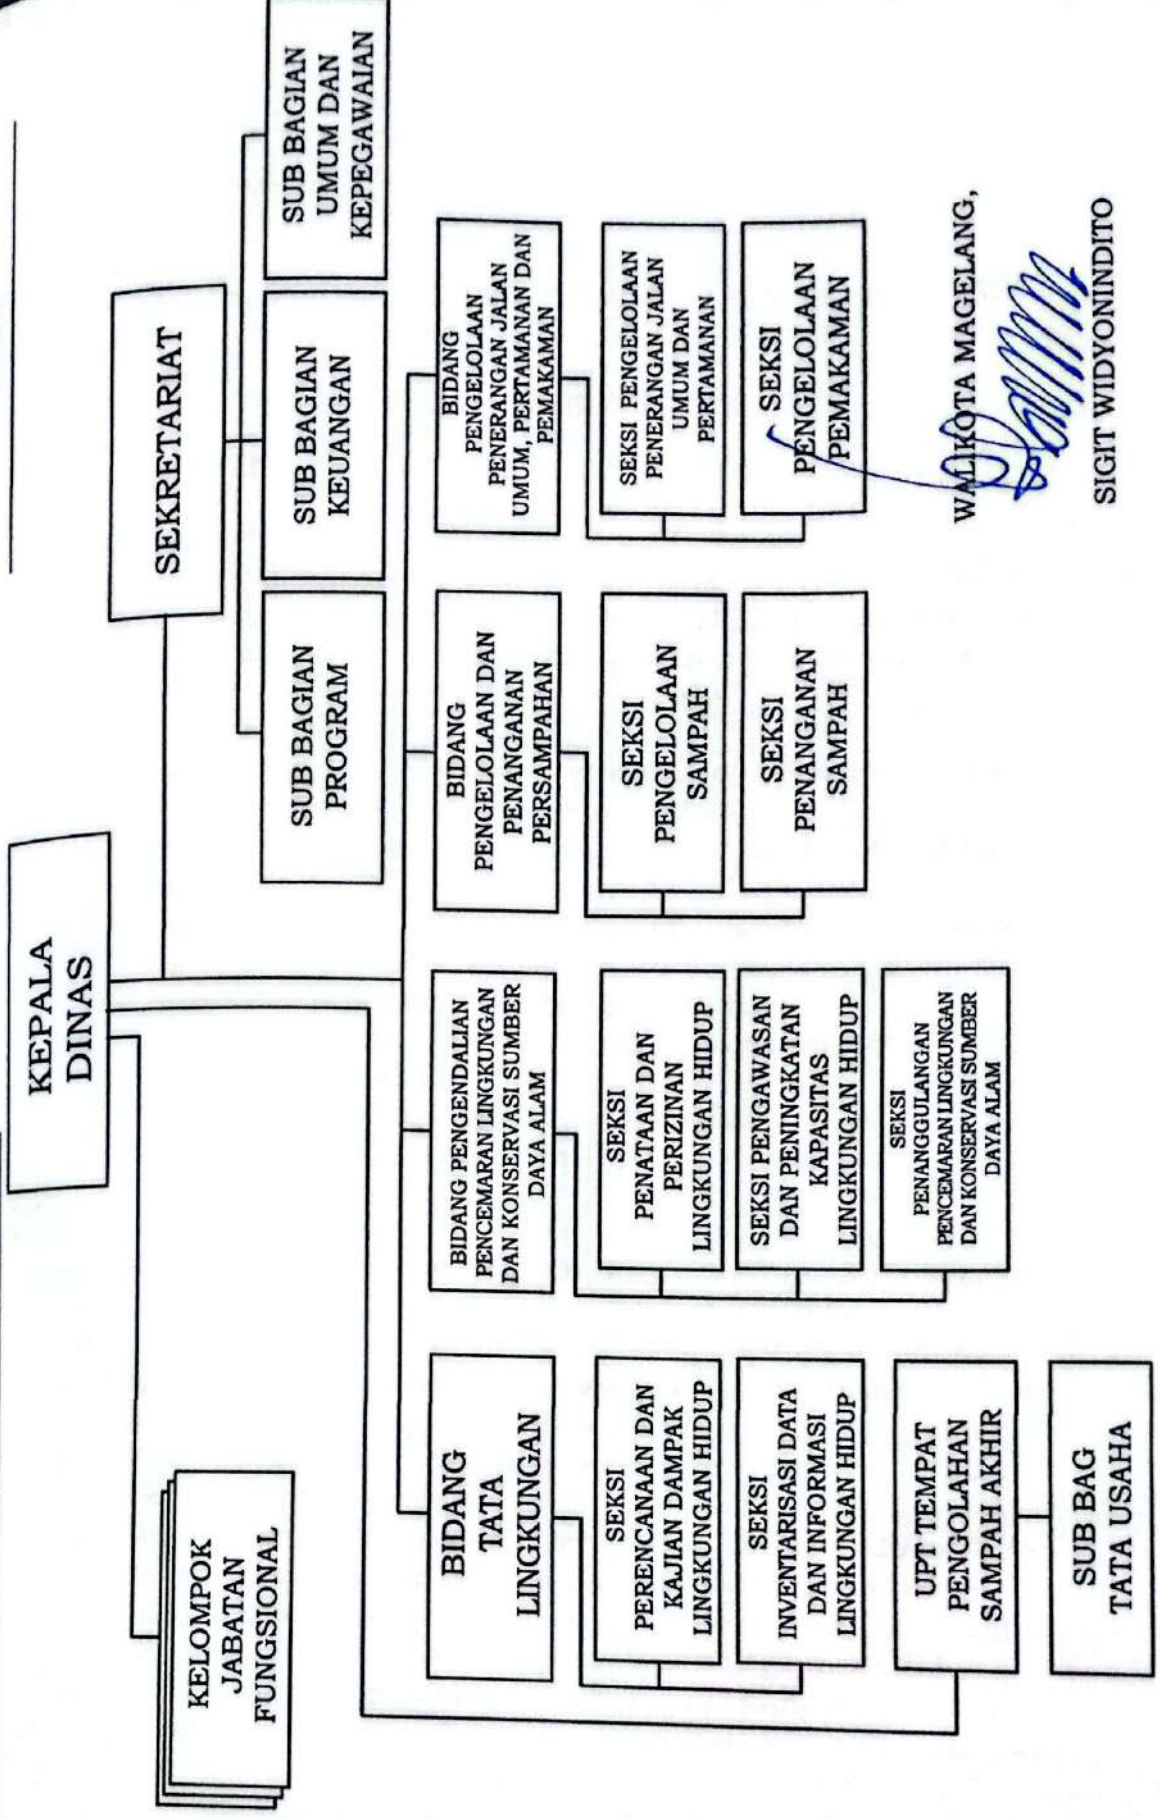 KEPALA
DINAS
KELOMPOK
JABATAN
FUNGSIONAL
SEKRETARIAT
SUB BAGIAN
PROGRAM
SUB BAGIAN
KEUANGAN
SUB BAGIAN
UMUM DAN
KEPEGAWAIAN
BIDANG
TATA
LINGKUNGAN
BIDANG PENGENDALIAN
PENCEMARAN LINGKUNGAN
DAN KONSERVASI SUMBER
DAYA ALAM
BIDANG
PENGELOLAAN DAN
PENANGANAN
PERSAMPAHAN
BIDANG
PENGELOLAAN
PENERANGAN JALAN
UMUM, PERTAMANAN DAN
PEMAKAMAN
SEKSI
PERENCANAAN DAN
KAJIAN DAMPAK
LINGKUNGAN HIDUP
SEKSI
PENATAAN DAN
PERIZINAN
LINGKUNGAN HIDUP
SEKSI
PENGELOLAAN
SAMPAH
SEKSI PENGELOLAAN
PENERANGAN JALAN
UMUM DAN
PERTAMANAN
SEKSI
INVENTARISASI DATA
DAN INFORMASI
LINGKUNGAN HIDUP
SEKSI PENGAWASAN
DAN PENINGKATAN
KAPASITAS
LINGKUNGAN HIDUP
SEKSI
PENANGANAN
SAMPAH
SEKSI
PENGELOLAAN
PEMAKAMAN
UPT TEMPAT
PENGOLAHAN
SAMPAH AKHIR
SEKSI
PENANGGULANGAN
PENCEMARAN LINGKUNGAN
DAN KONSERVASI SUMBER
DAYA ALAM
SUB BAG
TATA USAHA
WALIKOTA MAGELANG,
SIGIT WIDYONINDITO